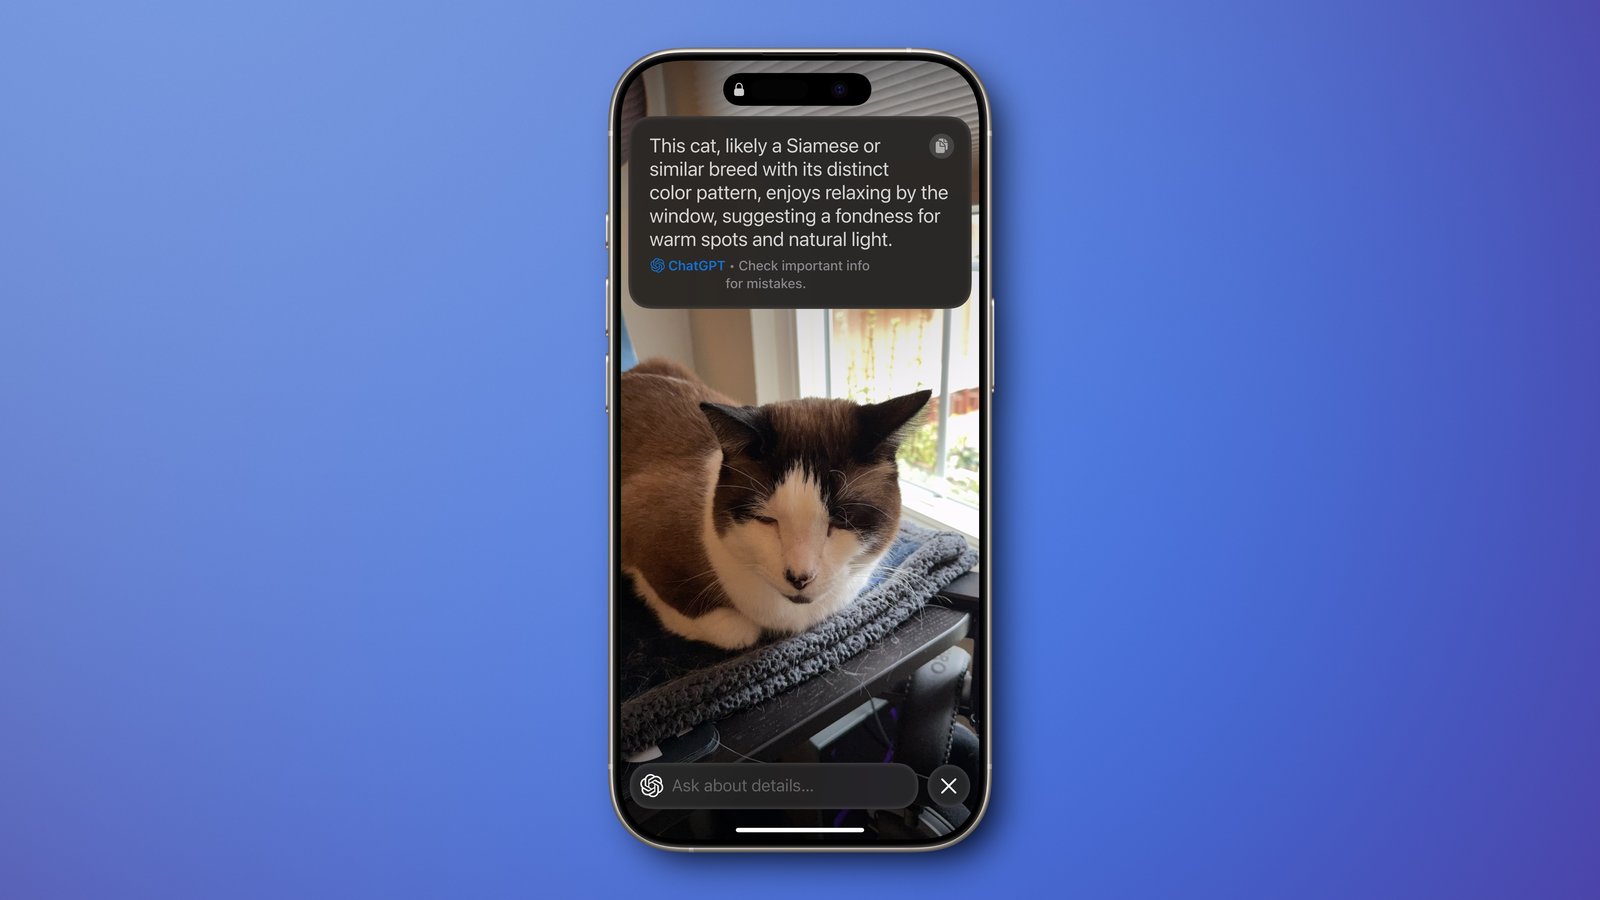 This cat, likely a Siamese or
similar breed with its distinct
color pattern, enjoys relaxing by the
window, suggesting a fondness for
warm spots and natural light.
ChatGPT • Check important info
for mistakes.
Ask about details...